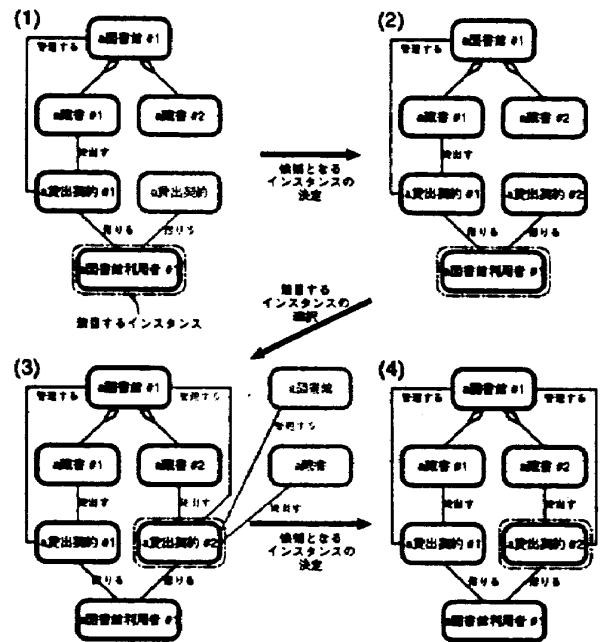 (1)
a図書館 #1
管理する
a蔵書 #1
a蔵書 #2
貸出す
a貸出契約 #1
a貸出契約
借りる
借りる
a図書館利用者 #1
着目するインスタンス
候補となる
インスタンスの
決定
(2)
a図書館 #1
管理する
a蔵書 #1
a蔵書 #2
貸出す
a貸出契約 #1
a貸出契約 #2
借りる
借りる
a図書館利用者 #1
着目する
インスタンスの
選択
(3)
a図書館 #1
管理する
管理する
a図書館
管理する
a蔵書 #1
a蔵書 #2
a蔵書
貸出す
貸出す
貸出す
a貸出契約 #1
a貸出契約 #2
借りる
借りる
a図書館利用者 #1
候補となる
インスタンスの
決定
(4)
a図書館 #1
管理する
管理する
a蔵書 #1
a蔵書 #2
貸出す
貸出す
a貸出契約 #1
a貸出契約 #2
借りる
借りる
a図書館利用者 #1